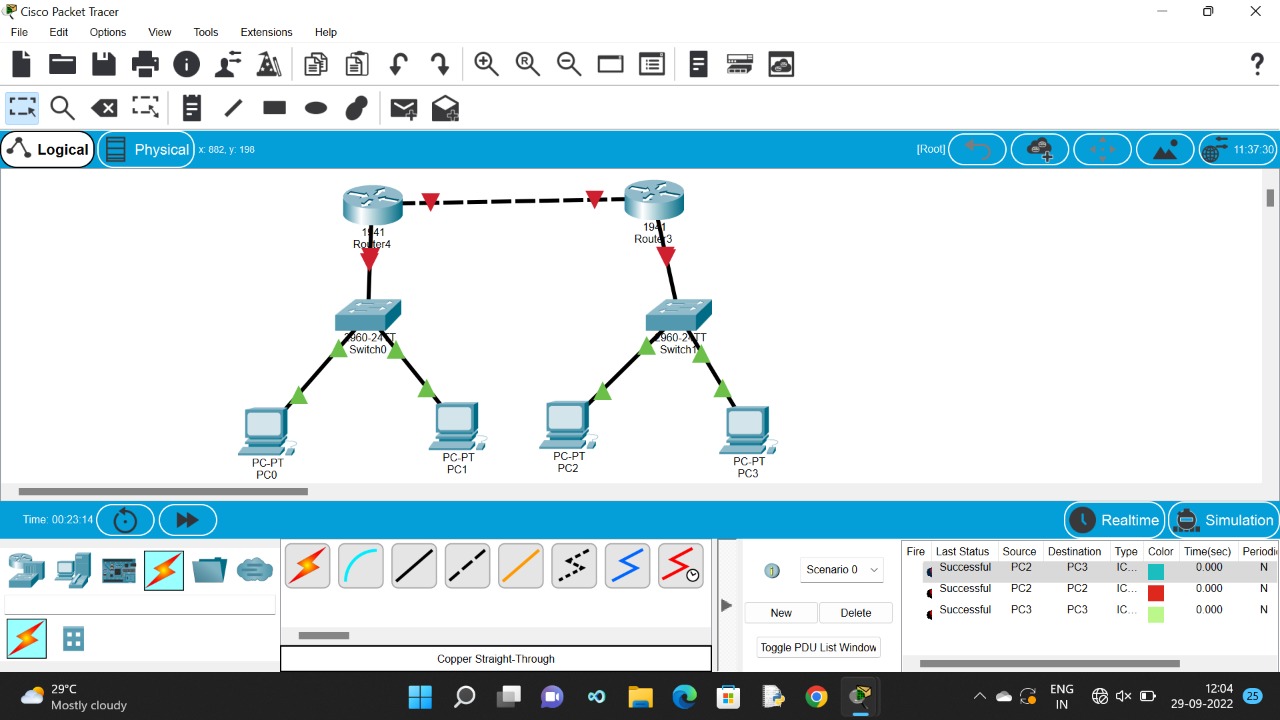 Cisco Packet Tracer
File Edit Options View Tools Extensions Help
Logical Physical x: 882, y: 198 [Root] 11:37:30
1941
Router4
1941
Router3
2960-24TT
Switch0
2960-24TT
Switch1
PC-PT
PC0
PC-PT
PC1
PC-PT
PC2
PC-PT
PC3
Time: 00:23:14 Realtime Simulation
Scenario 0
New Delete
Toggle PDU List Window
Copper Straight-Through
Fire Last Status Source Destination Type Color Time(sec) Periodi
Successful PC2 PC3 IC... 0.000 N
Successful PC2 PC2 IC... 0.000 N
Successful PC3 PC3 IC... 0.000 N
29°C
Mostly cloudy
ENG
IN
12:04
29-09-2022
25